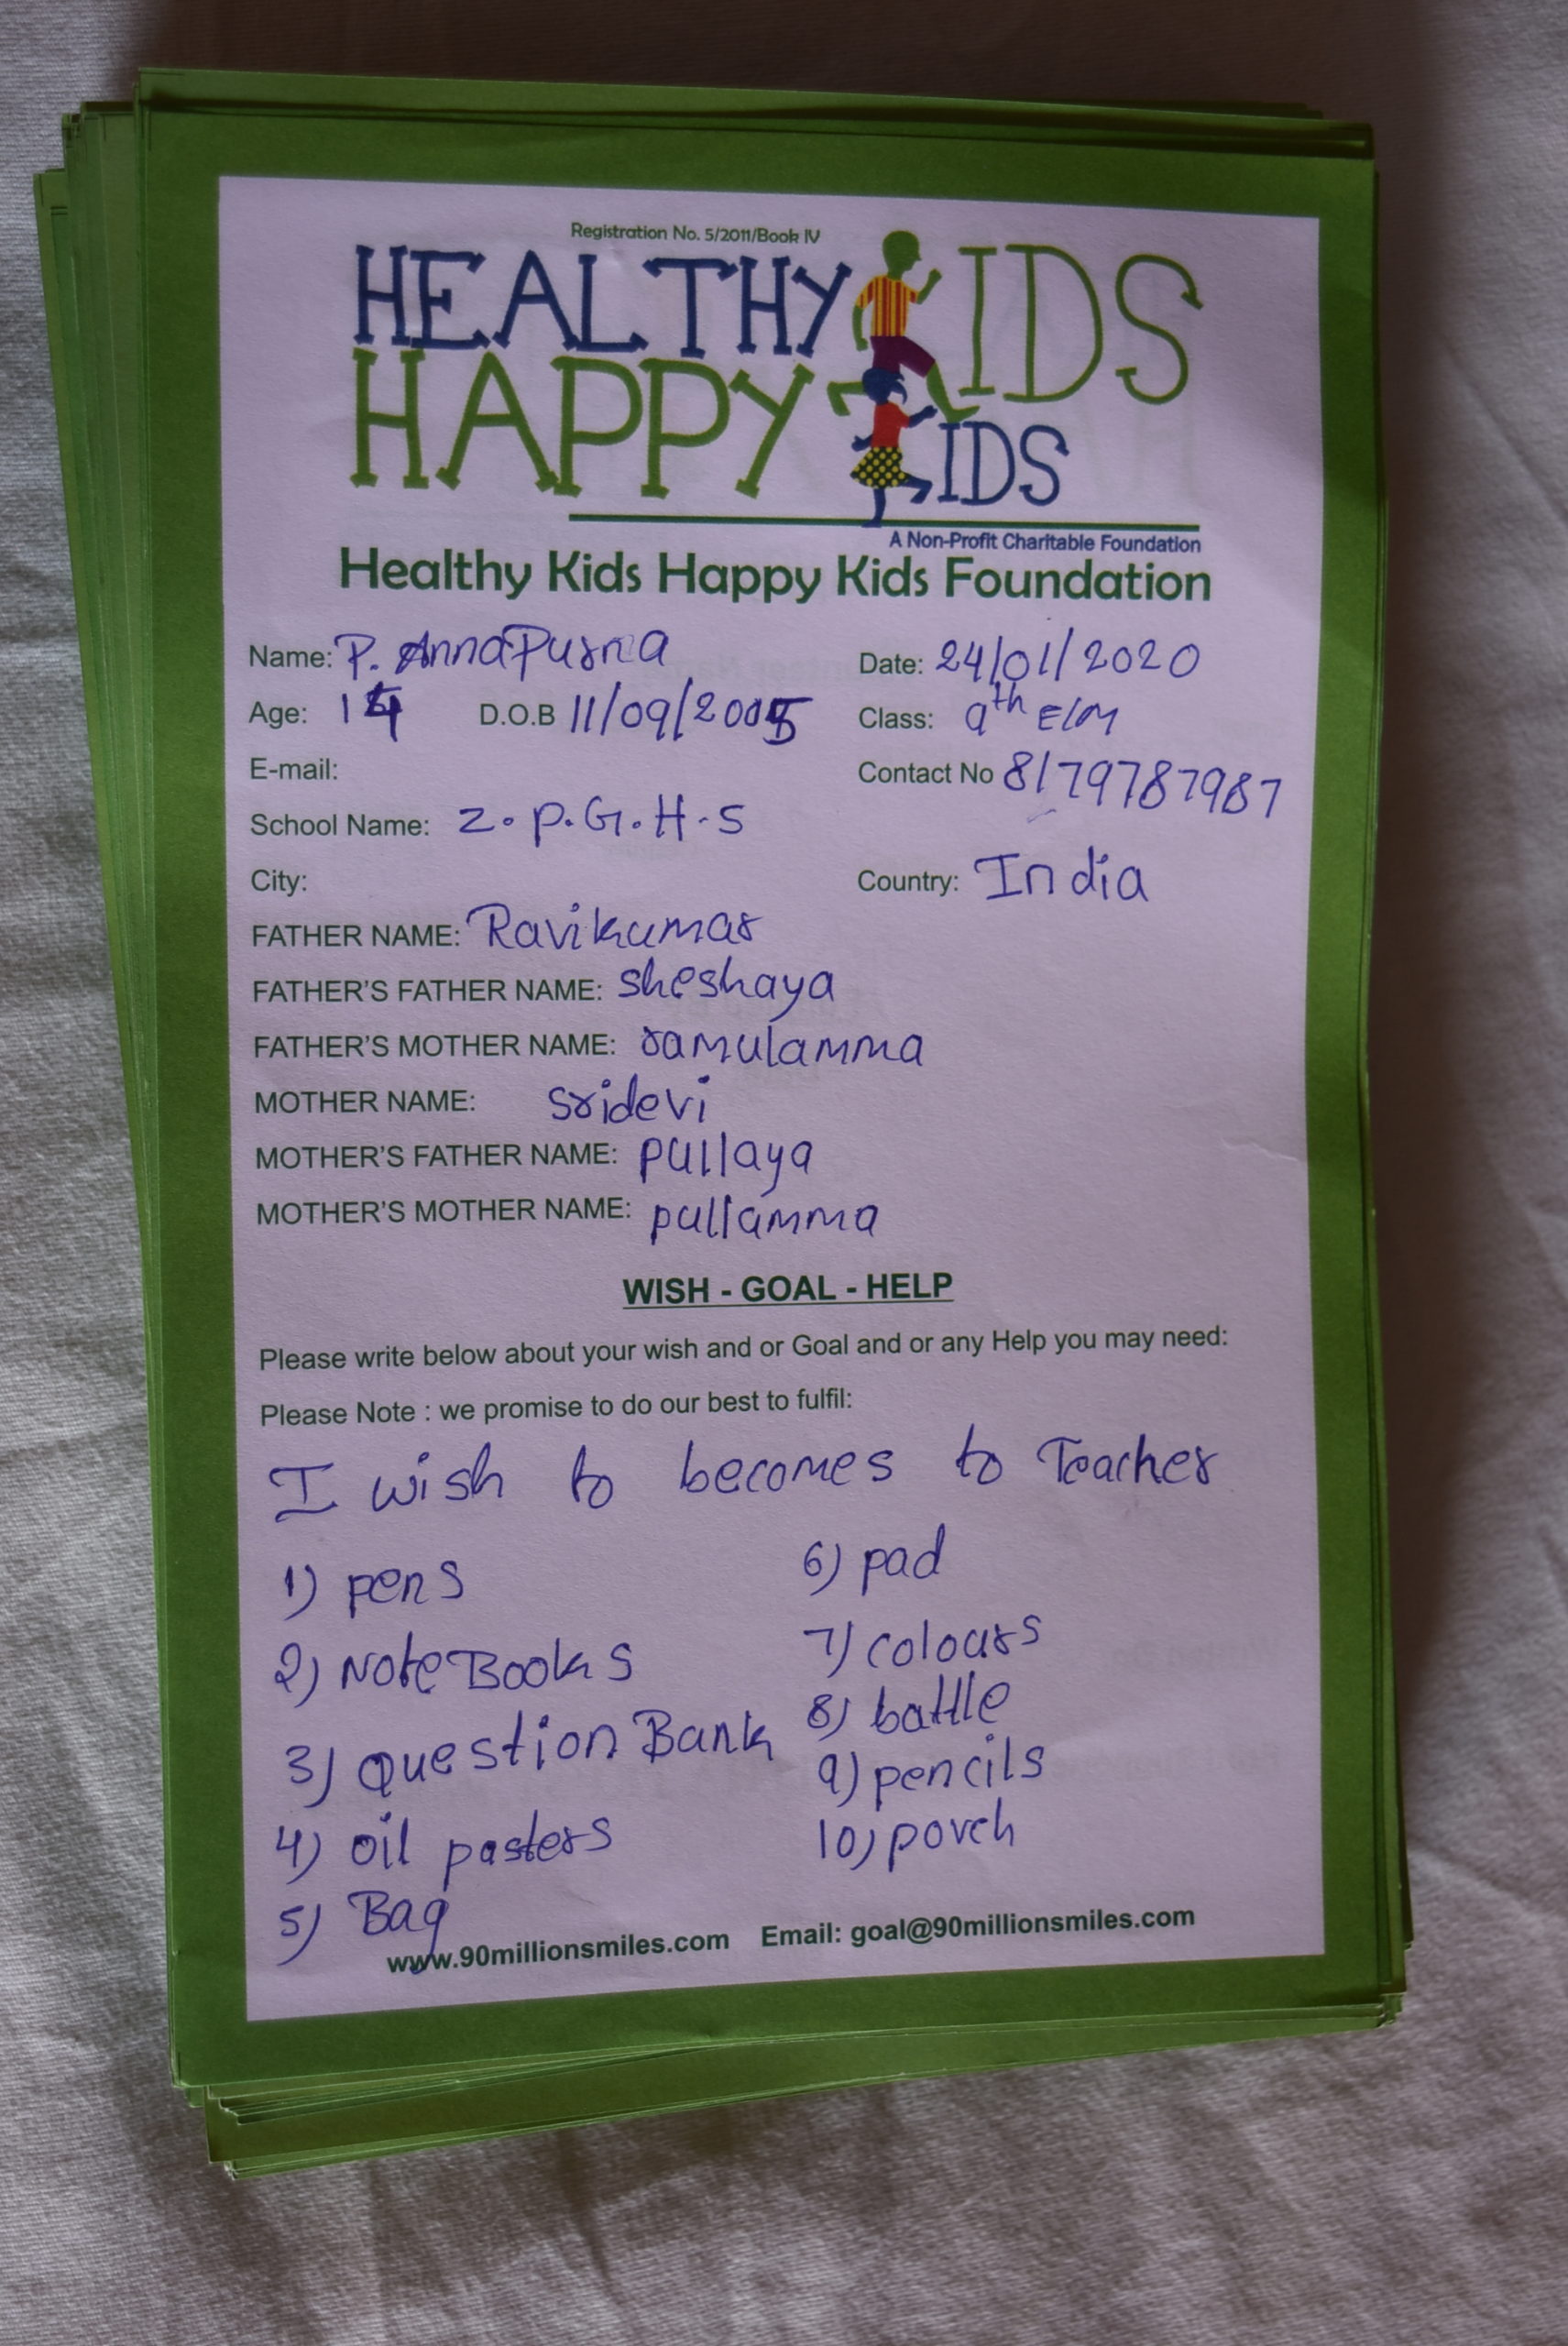 Registration No. 5/2011/Book IV
HEALTHY KIDS
HAPPY KIDS
A Non-Profit Charitable Foundation
Healthy Kids Happy Kids Foundation
Name: P. AnnaPurna Date: 24/01/2020
Age: 14 D.O.B 11/09/2005 Class: 9th E/M
E-mail: Contact No 8179787987
School Name: Z.P.G.H.S
City: Country: India
FATHER NAME: Ravikumar
FATHER'S FATHER NAME: sheshaya
FATHER'S MOTHER NAME: ramulamma
MOTHER NAME: sridevi
MOTHER'S FATHER NAME: pullaya
MOTHER'S MOTHER NAME: pullamma
WISH - GOAL - HELP
Please write below about your wish and or Goal and or any Help you may need:
Please Note : we promise to do our best to fulfil:
I wish to becomes to Teacher
1) pens
2) NoteBooks
3) Question Bank
4) oil pasters
5) Bag
6) pad
7) colours
8) battle
9) pencils
10) povch
www.90millionsmiles.com Email: goal@90millionsmiles.com